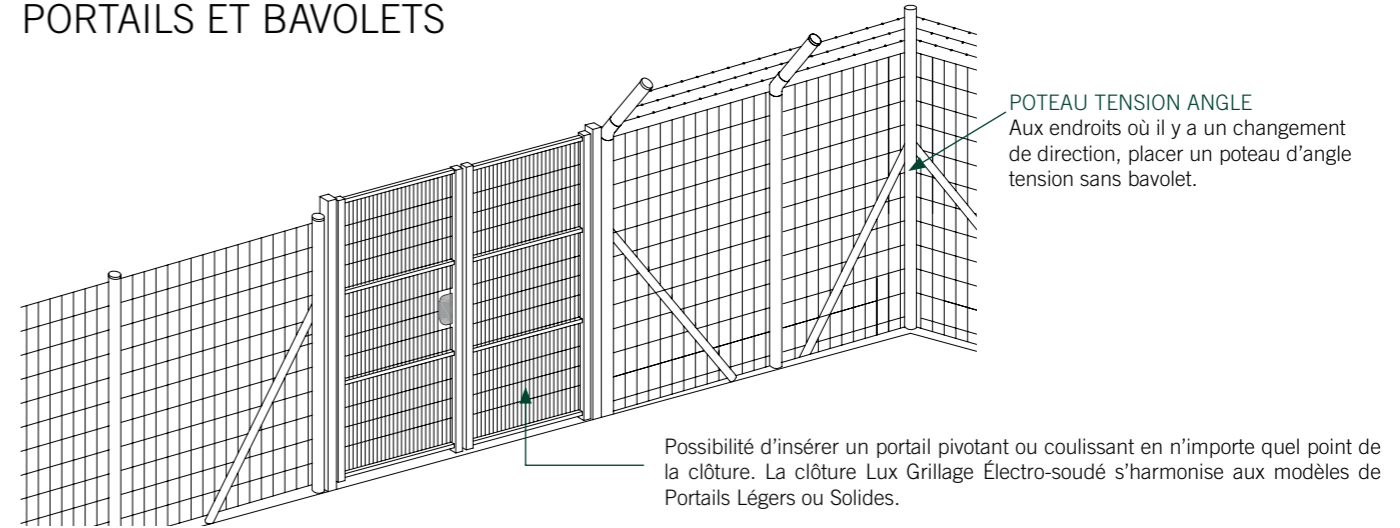 PORTAILS ET BAVOLETS
POTEAU TENSION ANGLE
Aux endroits où il y a un changement
de direction, placer un poteau d’angle
tension sans bavolet.
Possibilité d’insérer un portail pivotant ou coulissant en n’importe quel point de
la clôture. La clôture Lux Grillage Électro-soudé s’harmonise aux modèles de
Portails Légers ou Solides.